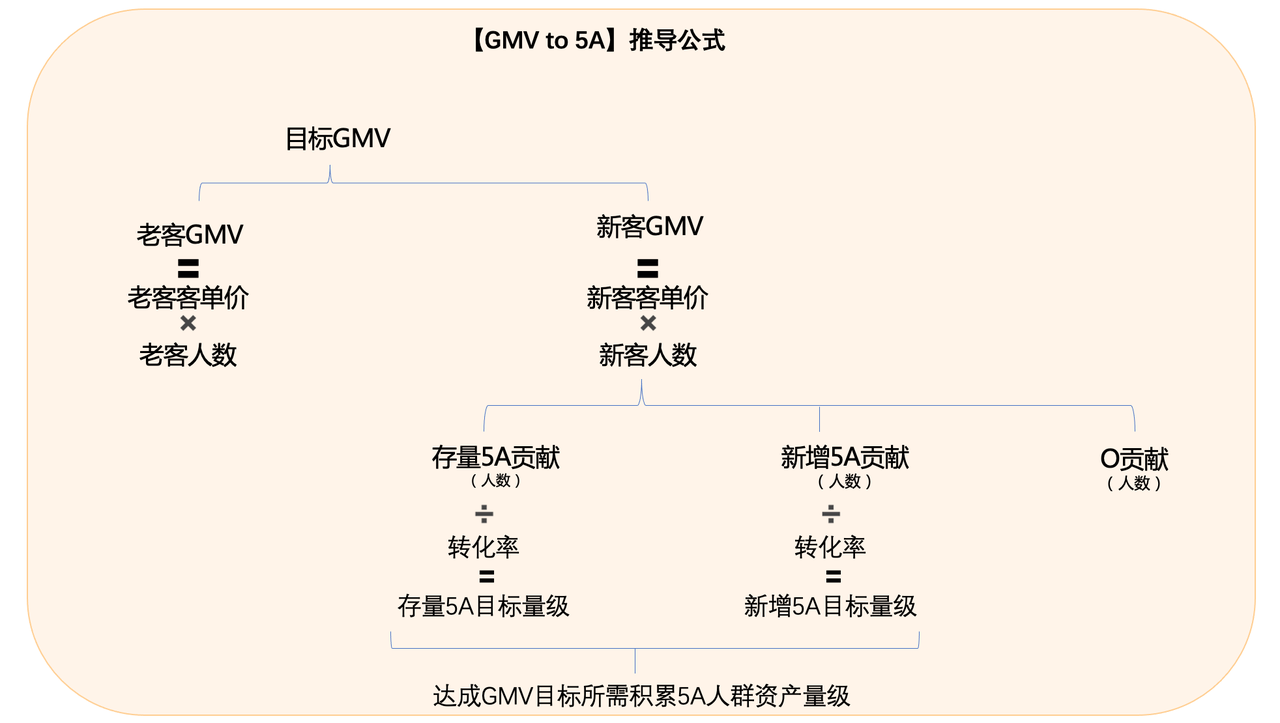 【GMV to 5A】推导公式
目标GMV
老客GMV
=
老客客单价
×
老客人数
新客GMV
=
新客客单价
×
新客人数
存量5A贡献
（人数）
÷
转化率
=
存量5A目标量级
新增5A贡献
（人数）
÷
转化率
=
新增5A目标量级
O贡献
（人数）
达成GMV目标所需积累5A人群资产量级